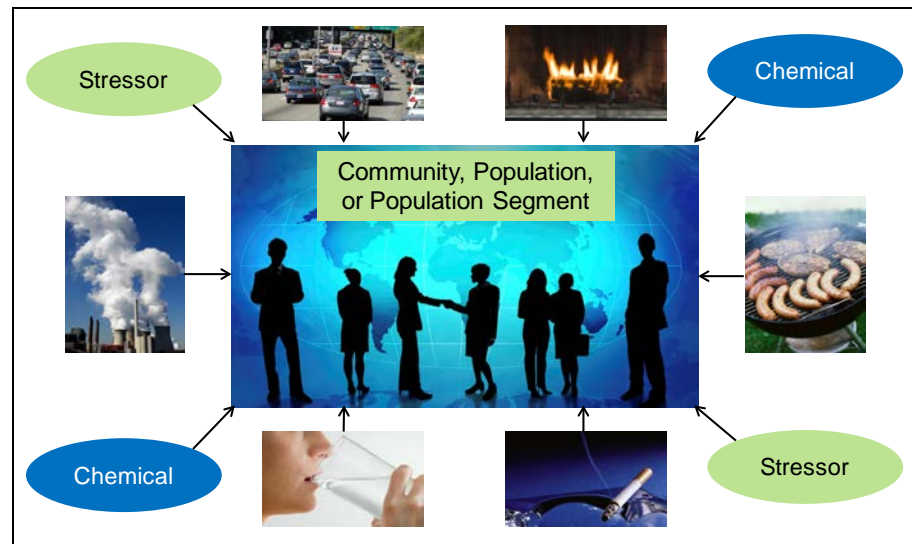 Stressor
Chemical
Community, Population,
or Population Segment
Chemical
Stressor